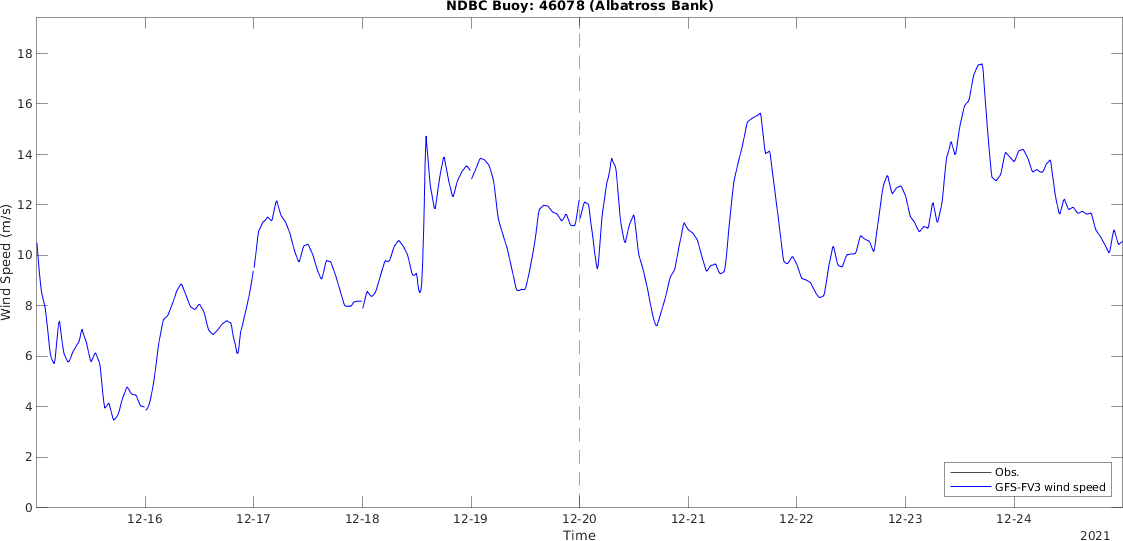 NDBC Buoy: 46078 (Albatross Bank)
18
16
14
12
10
8
6
4
2
0
Wind Speed (m/s)
Obs.
GFS-FV3 wind speed
12-16 12-17 12-18 12-19 12-20 12-21 12-22 12-23 12-24
Time
2021